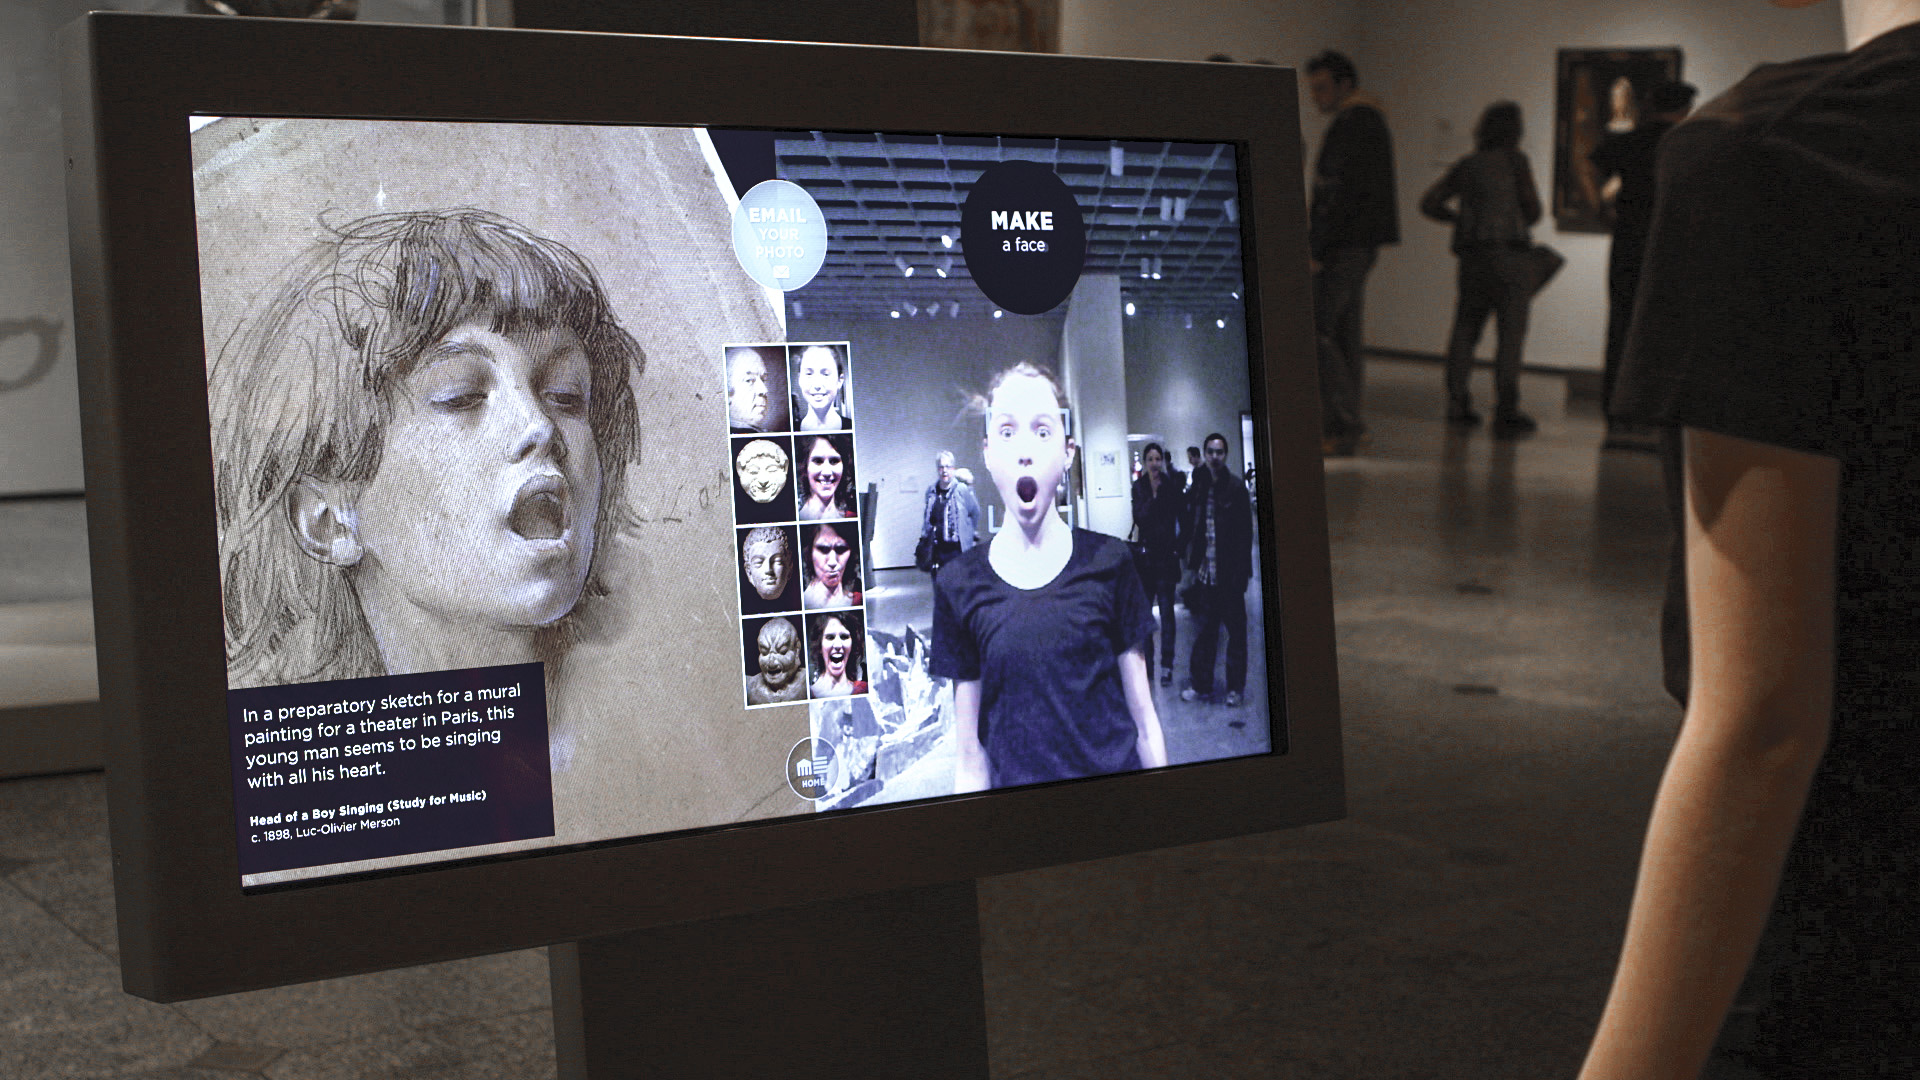 EMAIL
YOUR
PHOTO
MAKE
a face
In a preparatory sketch for a mural
painting for a theater in Paris, this
young man seems to be singing
with all his heart.
Head of a Boy Singing (Study for Music)
c. 1898, Luc-Olivier Merson
HOME